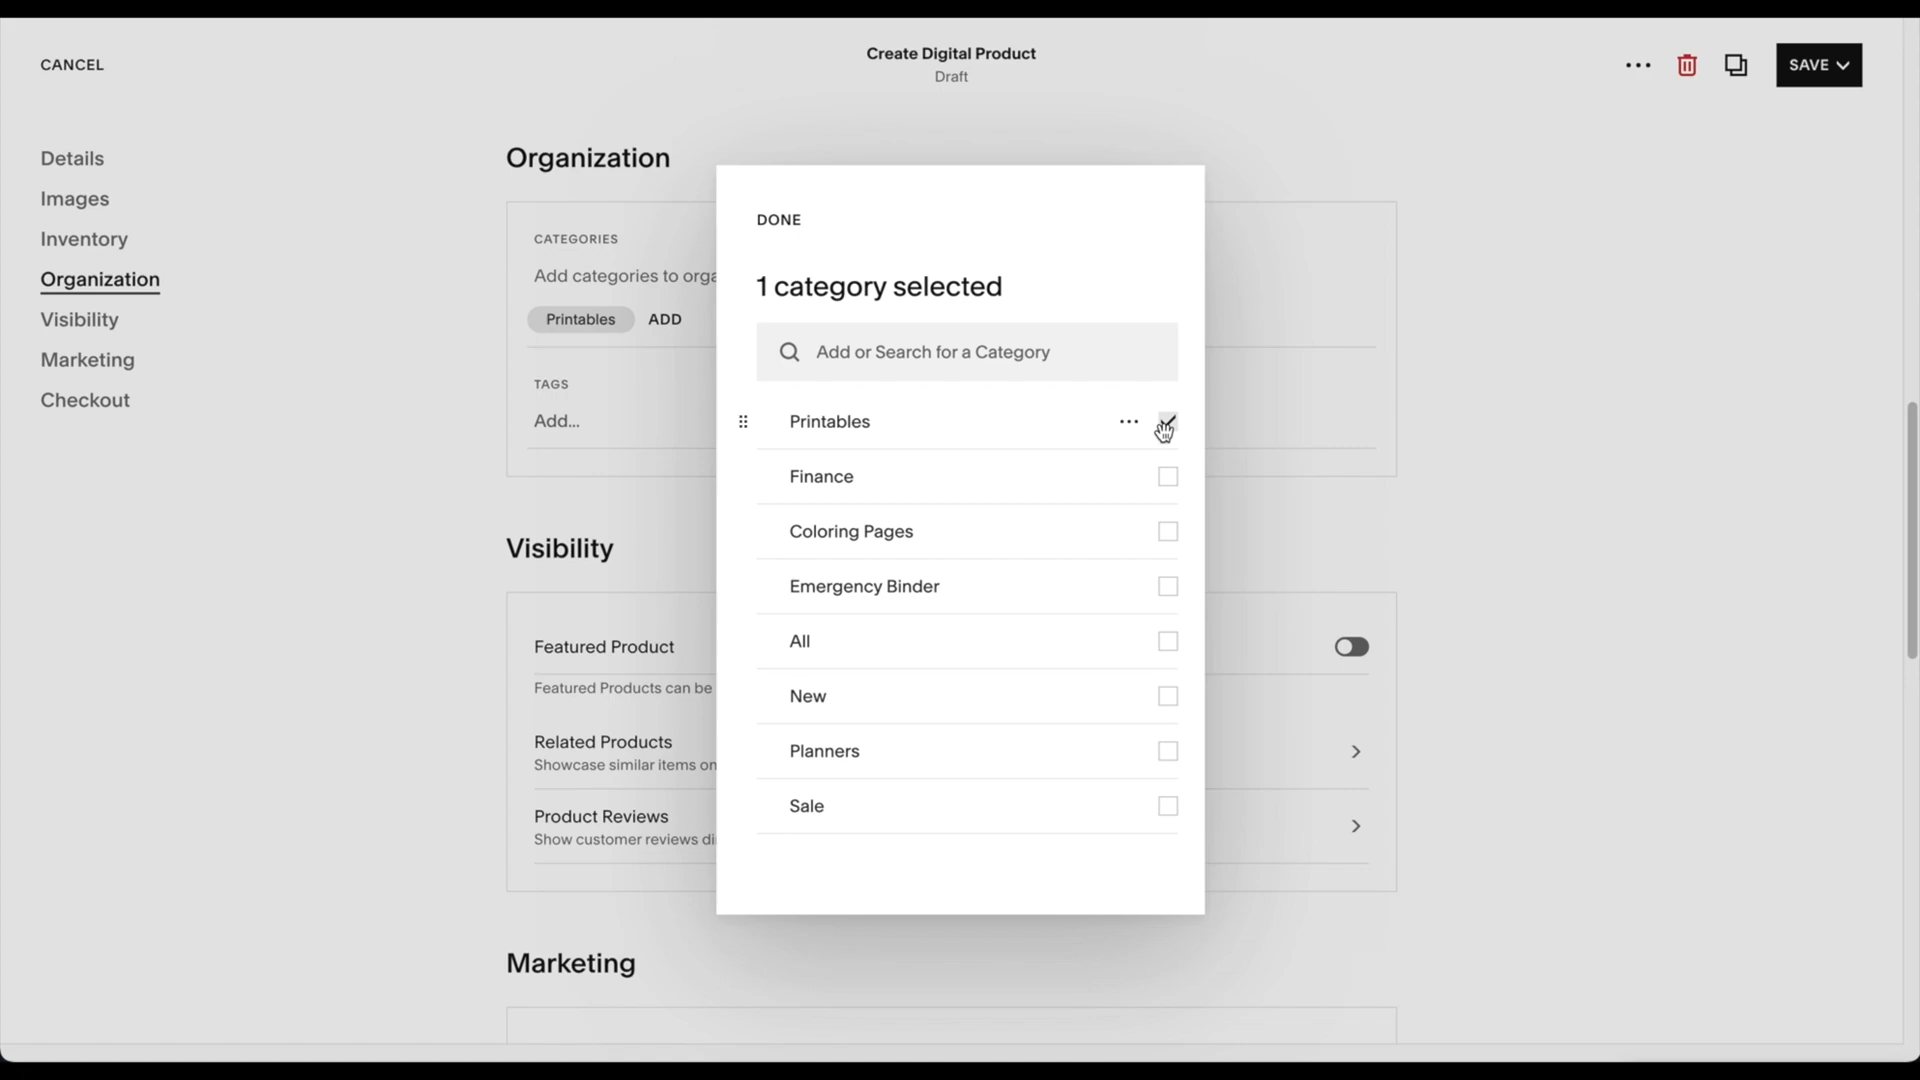 CANCEL
Create Digital Product
Draft
SAVE
Details
Images
Inventory
Organization
Visibility
Marketing
Checkout
Organization
CATEGORIES
Add categories to orga
Printables ADD
TAGS
Add...
Visibility
Featured Product
Featured Products can be
Related Products
Showcase similar items on
Product Reviews
Show customer reviews di
Marketing
DONE
1 category selected
Add or Search for a Category
Printables
Finance
Coloring Pages
Emergency Binder
All
New
Planners
Sale